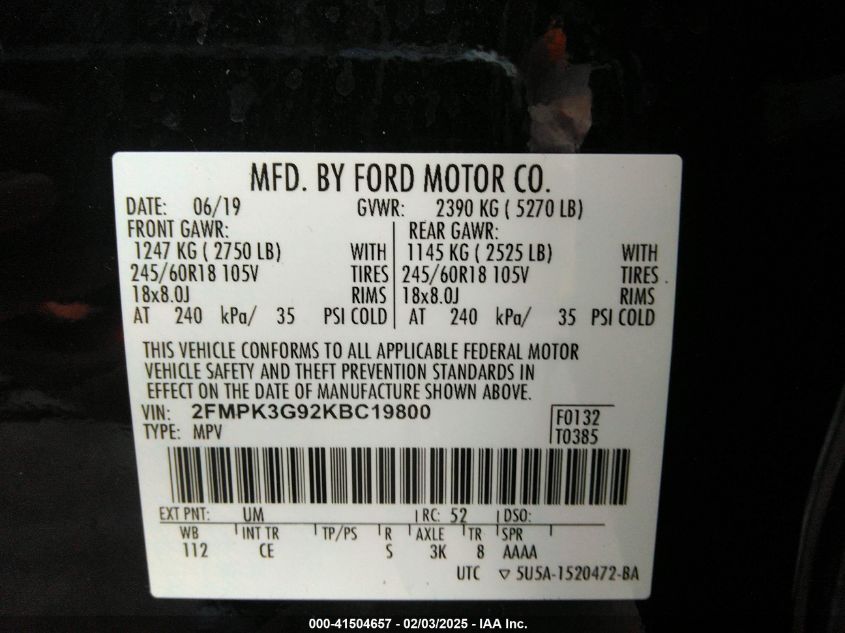 MFD. BY FORD MOTOR CO.
DATE: 06/19 GVWR: 2390 KG ( 5270 LB)
FRONT GAWR: REAR GAWR:
1247 KG ( 2750 LB) WITH 1145 KG ( 2525 LB) WITH
245/60R18 105V TIRES 245/60R18 105V TIRES
18x8.0J RIMS 18x8.0J RIMS
AT 240 kPa/ 35 PSI COLD AT 240 kPa/ 35 PSI COLD
THIS VEHICLE CONFORMS TO ALL APPLICABLE FEDERAL MOTOR
VEHICLE SAFETY AND THEFT PREVENTION STANDARDS IN
EFFECT ON THE DATE OF MANUFACTURE SHOWN ABOVE.
VIN: 2FMPK3G92KBC19800 F0132
TYPE: MPV T0385
EXT PNT: UM RC: 52 DSO:
WB INT TR TP/PS R AXLE TR SPR
112 CE S 3K 8 AAAA
UTC ▽ 5U5A-1520472-BA
000-41504657 - 02/03/2025 - IAA Inc.